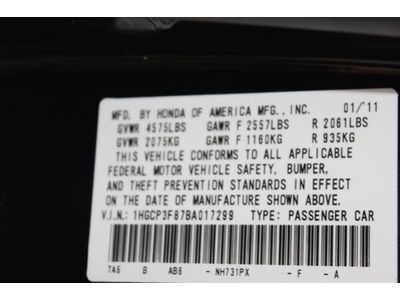 MFD. BY HONDA OF AMERICA MFG., INC. 01/'11
GVWR 4575LBS GAWR F 2557LBS R 2061LBS
GVWR 2075KG GAWR F 1160KG R 935KG
THIS VEHICLE CONFORMS TO ALL APPLICABLE
FEDERAL MOTOR VEHICLE SAFETY, BUMPER,
AND THEFT PREVENTION STANDARDS IN EFFECT
ON THE DATE OF MANUFACTURE SHOWN ABOVE.
V.I.N.: 1HGCP3F87BA017299 TYPE: PASSENGER CAR
TA6 B AB6 - NH731PX - F - A